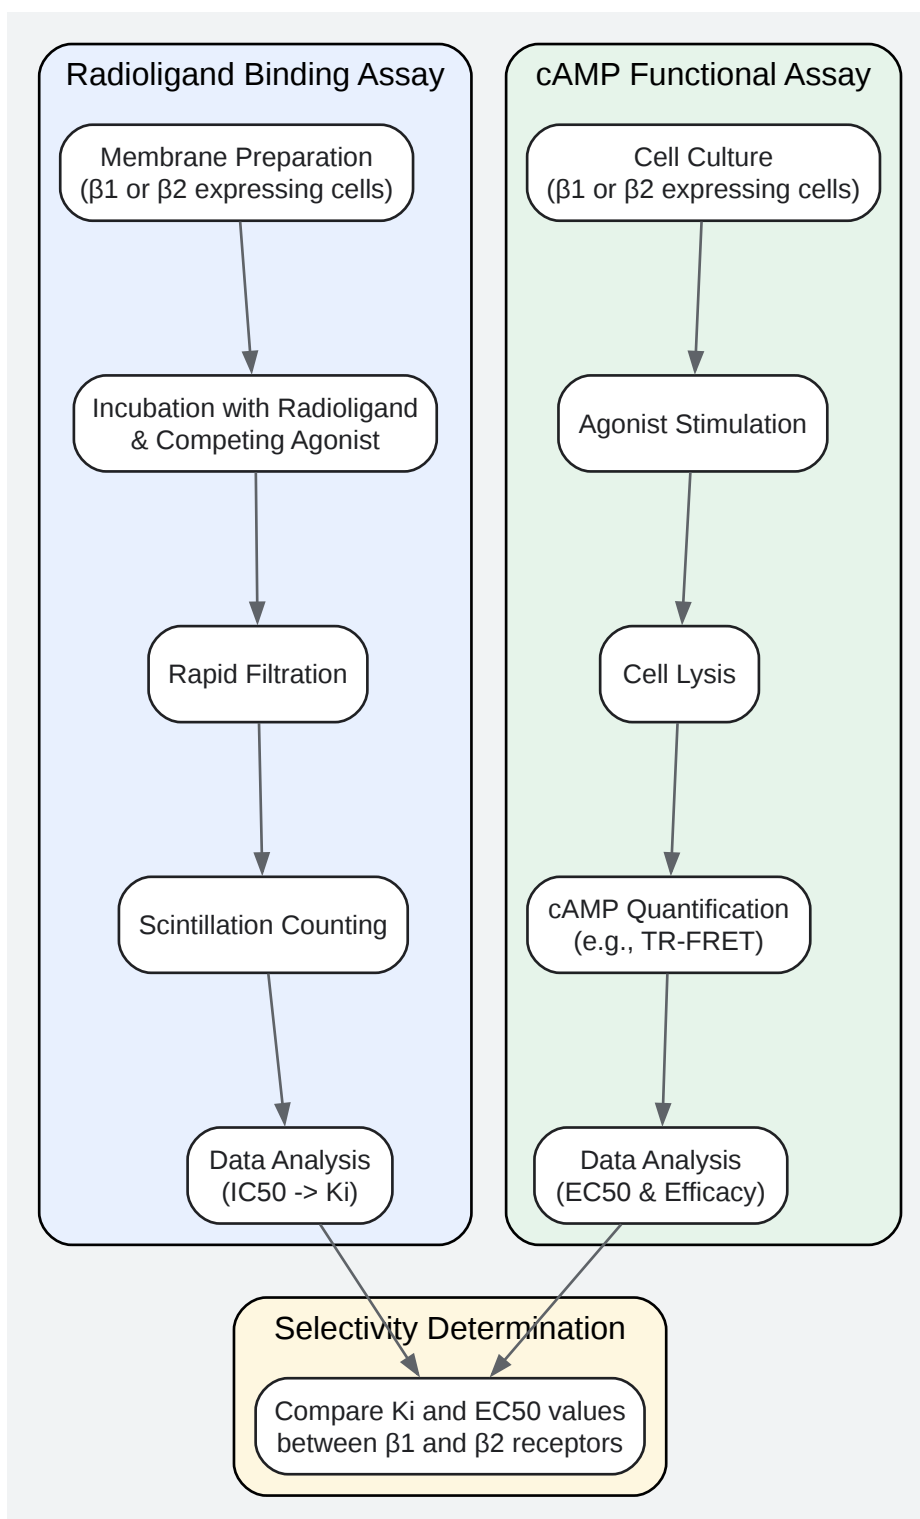 Radioligand Binding Assay
Membrane Preparation
(β1 or β2 expressing cells)
Incubation with Radioligand
& Competing Agonist
Rapid Filtration
Scintillation Counting
Data Analysis
(IC50 -> Ki)
cAMP Functional Assay
Cell Culture
(β1 or β2 expressing cells)
Agonist Stimulation
Cell Lysis
cAMP Quantification
(e.g., TR-FRET)
Data Analysis
(EC50 & Efficacy)
Selectivity Determination
Compare Ki and EC50 values
between β1 and β2 receptors